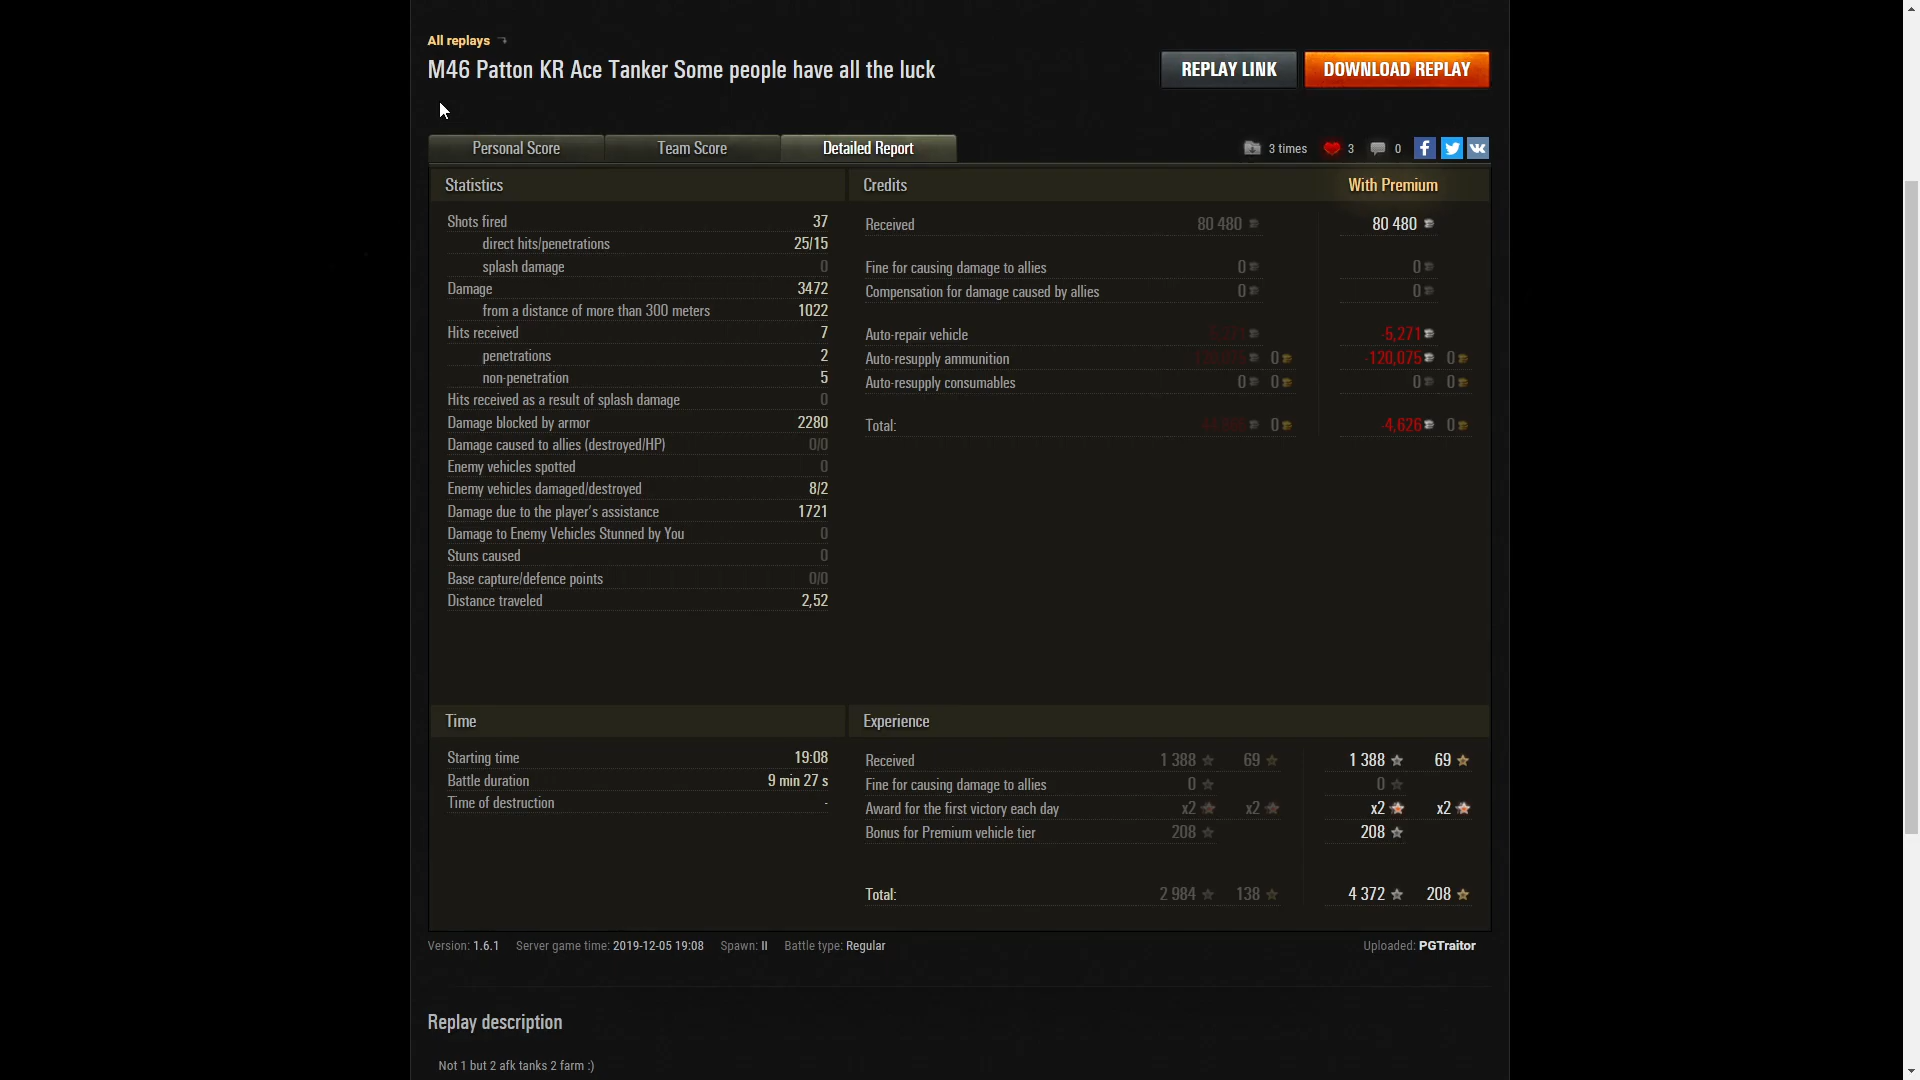 All replays
M46 Patton KR Ace Tanker Some people have all the luck
REPLAY LINK
DOWNLOAD REPLAY
Personal Score
Team Score
Detailed Report
3 times
3
0
Statistics
Shots fired 37
direct hits/penetrations 25/15
splash damage 0
Damage 3472
from a distance of more than 300 meters 1022
Hits received 7
penetrations 2
non-penetration 5
Hits received as a result of splash damage 0
Damage blocked by armor 2280
Damage caused to allies (destroyed/HP) 0/0
Enemy vehicles spotted 0
Enemy vehicles damaged/destroyed 8/2
Damage due to the player's assistance 1721
Damage to Enemy Vehicles Stunned by You 0
Stuns caused 0
Base capture/defence points 0/0
Distance traveled 2,52
Credits With Premium
Received 80 480 80 480
Fine for causing damage to allies 0 0
Compensation for damage caused by allies 0 0
Auto-repair vehicle -5,271
Auto-resupply ammunition 0 -120,075 0
Auto-resupply consumables 0 0 0 0
Total: 0 -4,626 0
Time
Starting time 19:08
Battle duration 9 min 27 s
Time of destruction -
Experience
Received 1 388 69 1 388 69
Fine for causing damage to allies 0 0
Award for the first victory each day x2 x2 x2 x2
Bonus for Premium vehicle tier 208 208
Total: 2 984 138 4 372 208
Version: 1.6.1 Server game time: 2019-12-05 19:08 Spawn: II Battle type: Regular
Uploaded: PGTraitor
Replay description
Not 1 but 2 afk tanks 2 farm :)